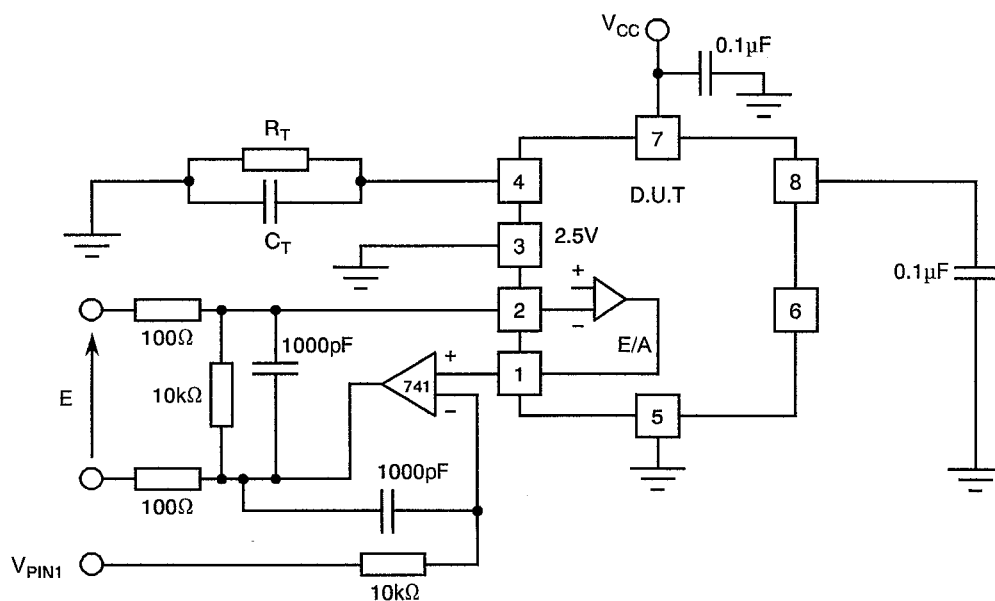 V_CC
0.1µF
R_T
7
4
8
D.U.T
C_T
3
2.5V
0.1µF
+
2
6
−
100Ω
1000pF
E/A
+
1
E
10kΩ
741
−
5
1000pF
100Ω
V_PIN1
10kΩ